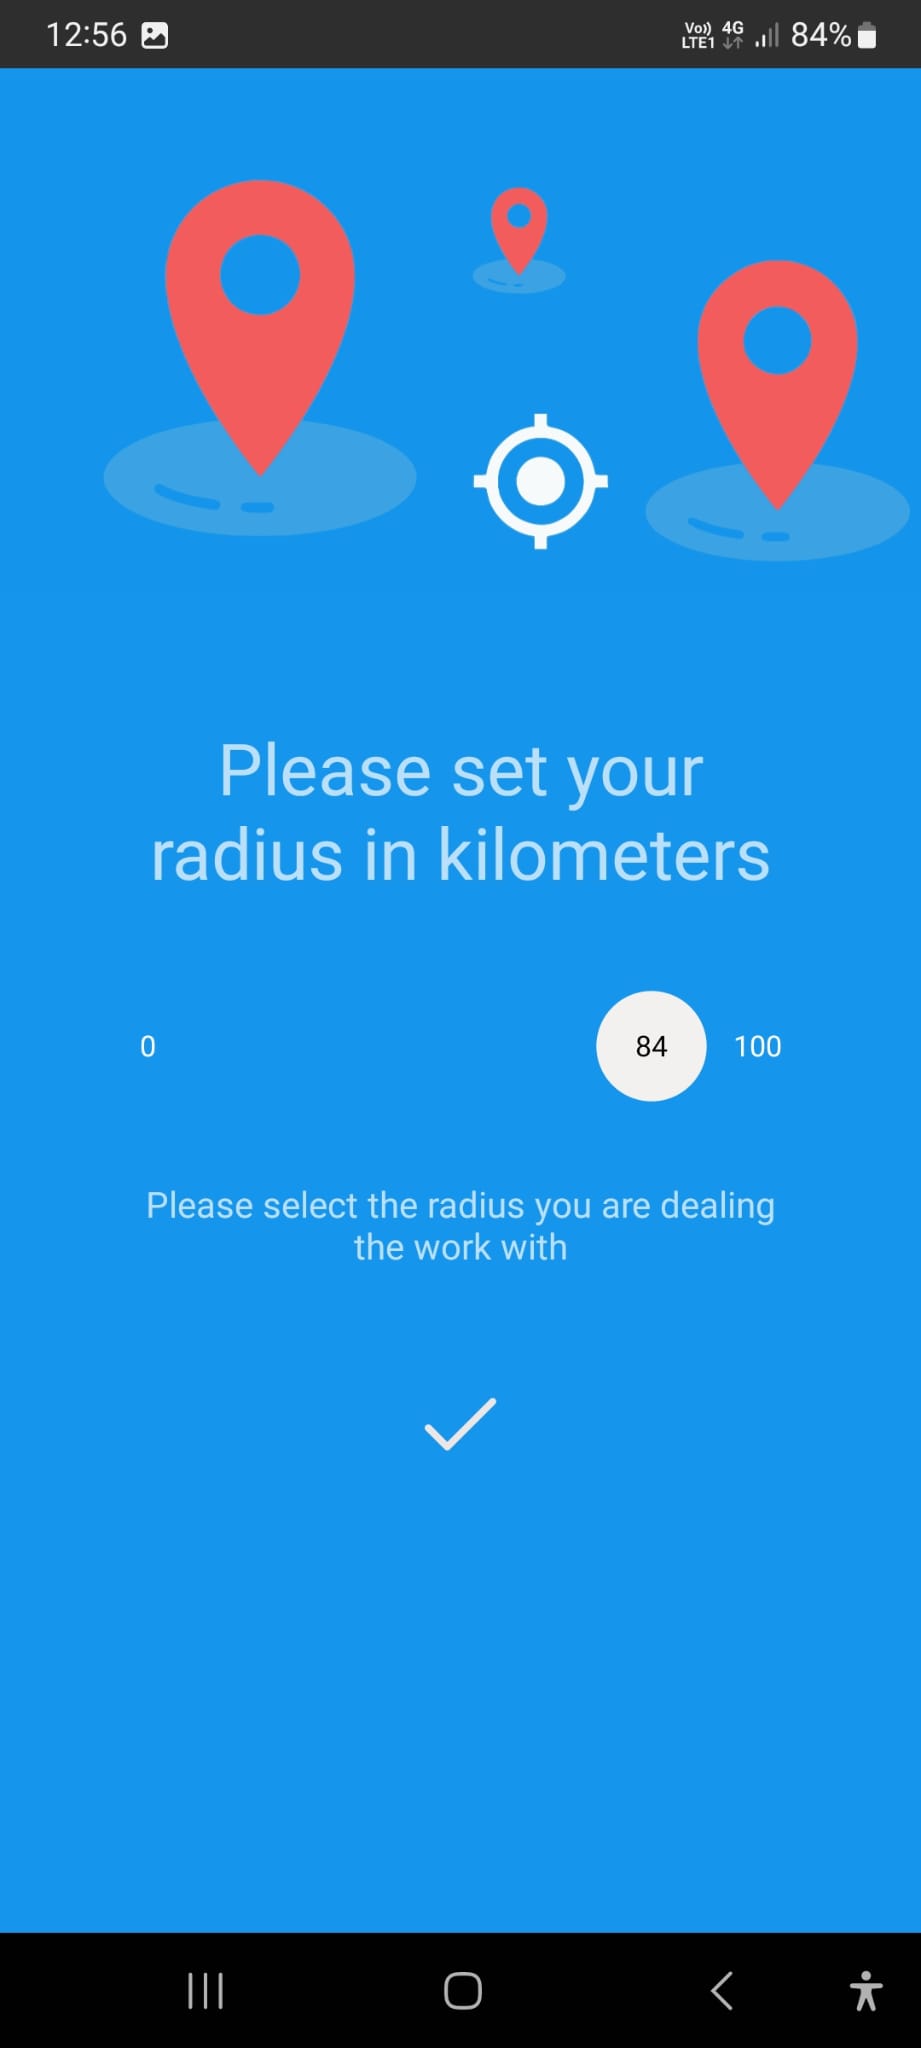 12:56
Vo)) 4G 84%
LTE1
Please set your
radius in kilometers
0 84 100
Please select the radius you are dealing
the work with